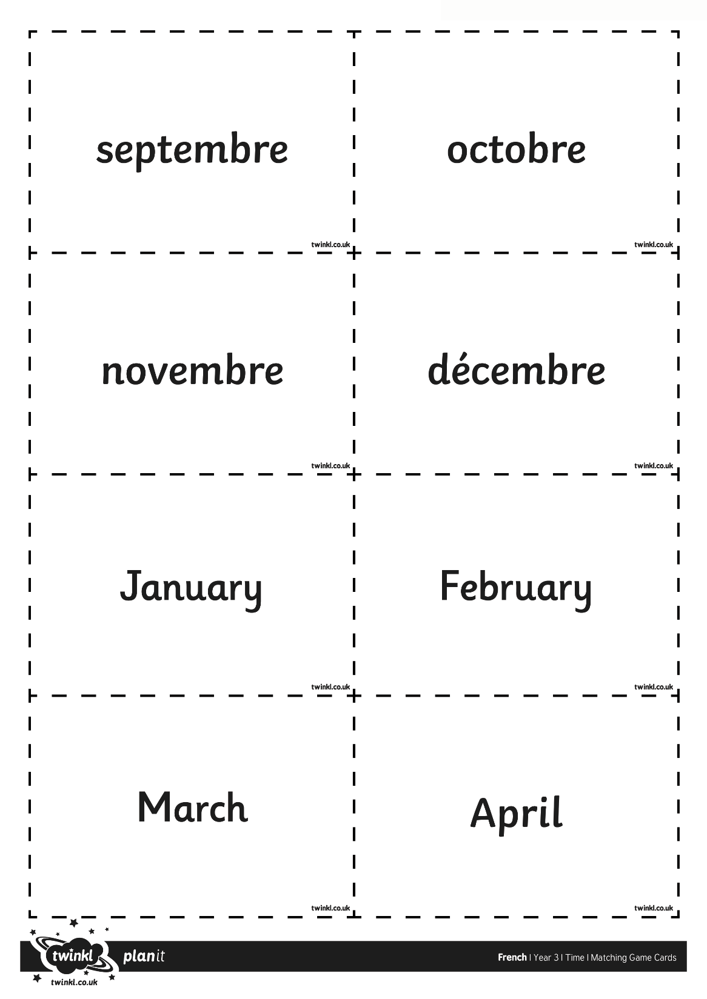 septembre
octobre
twinkl.co.uk
twinkl.co.uk
novembre
décembre
twinkl.co.uk
twinkl.co.uk
January
February
twinkl.co.uk
twinkl.co.uk
March
April
twinkl.co.uk
twinkl.co.uk
twinkl
planit
French | Year 3 | Time | Matching Game Cards
twinkl.co.uk